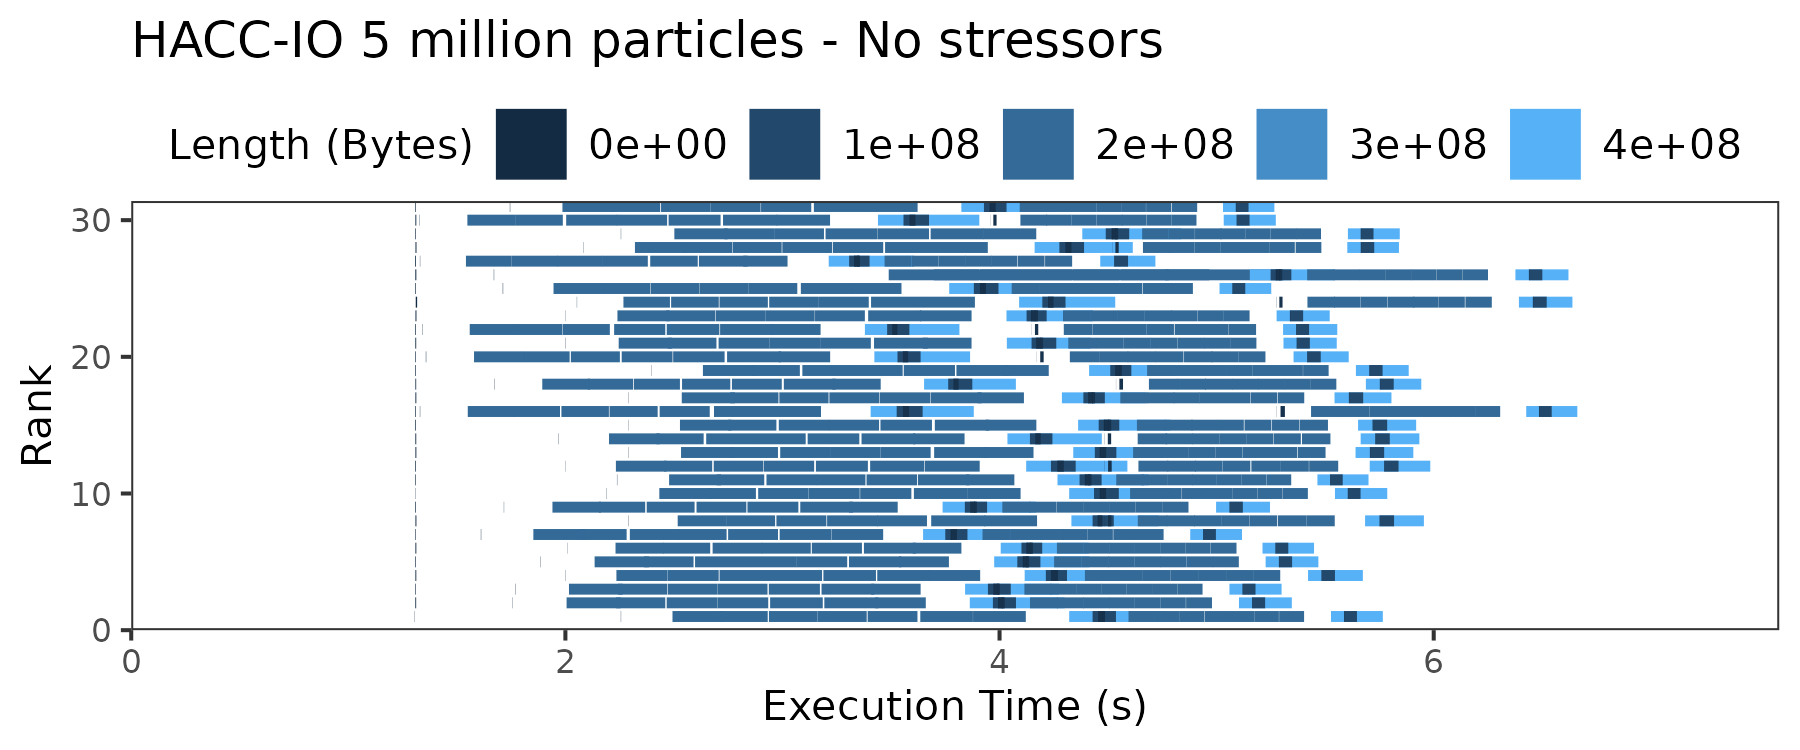 HACC-IO 5 million particles - No stressors
Length (Bytes) 0e+00 1e+08 2e+08 3e+08 4e+08
30
20
10
0
Rank
0 2 4 6
Execution Time (s)